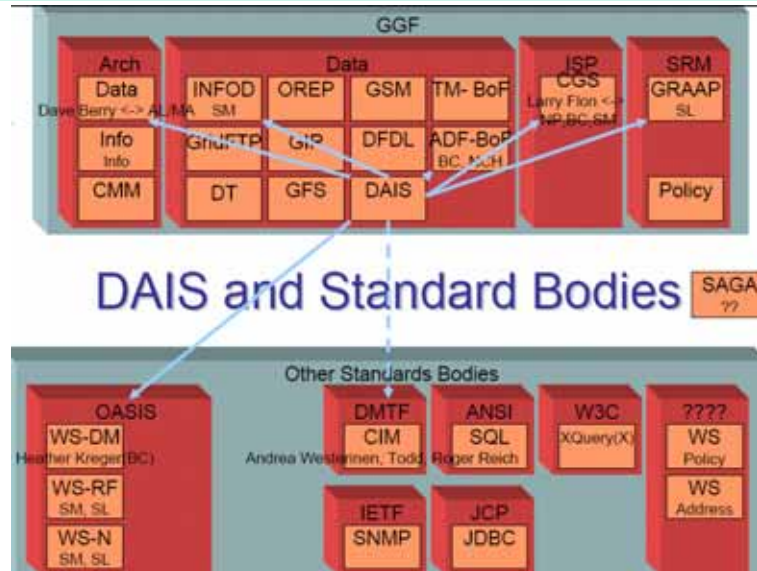 GGF
Arch
Data
Dave Berry <-> AL/MA
Info
Info
CMM
Data
INFOD
SM
OREP
GSM
TM- BoF
GridFTP
GIP
DFDL
ADF-BoF
BC, NCH
DT
GFS
DAIS
ISP
CGS
Larry Flon <->
NP,BC,SM
SRM
GRAAP
SL
Policy
DAIS and Standard Bodies
SAGA
??
Other Standards Bodies
OASIS
WS-DM
Heather Kreger(BC)
WS-RF
SM, SL
WS-N
SM, SL
DMTF
CIM
Andrea Westerinen, Todd, Roger Reich
ANSI
SQL
W3C
XQuery(X)
????
WS
Policy
WS
Address
IETF
SNMP
JCP
JDBC